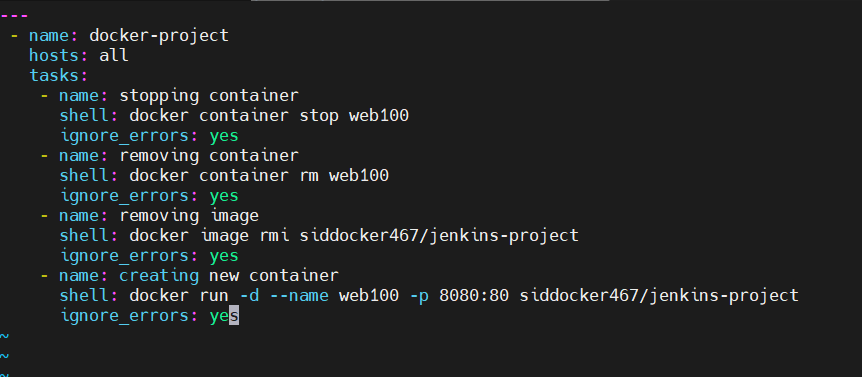 ---
 - name: docker-project
   hosts: all
   tasks:
    - name: stopping container
      shell: docker container stop web100
      ignore_errors: yes
    - name: removing container
      shell: docker container rm web100
      ignore_errors: yes
    - name: removing image
      shell: docker image rmi siddocker467/jenkins-project
      ignore_errors: yes
    - name: creating new container
      shell: docker run -d --name web100 -p 8080:80 siddocker467/jenkins-project
      ignore_errors: yes
~
~
~